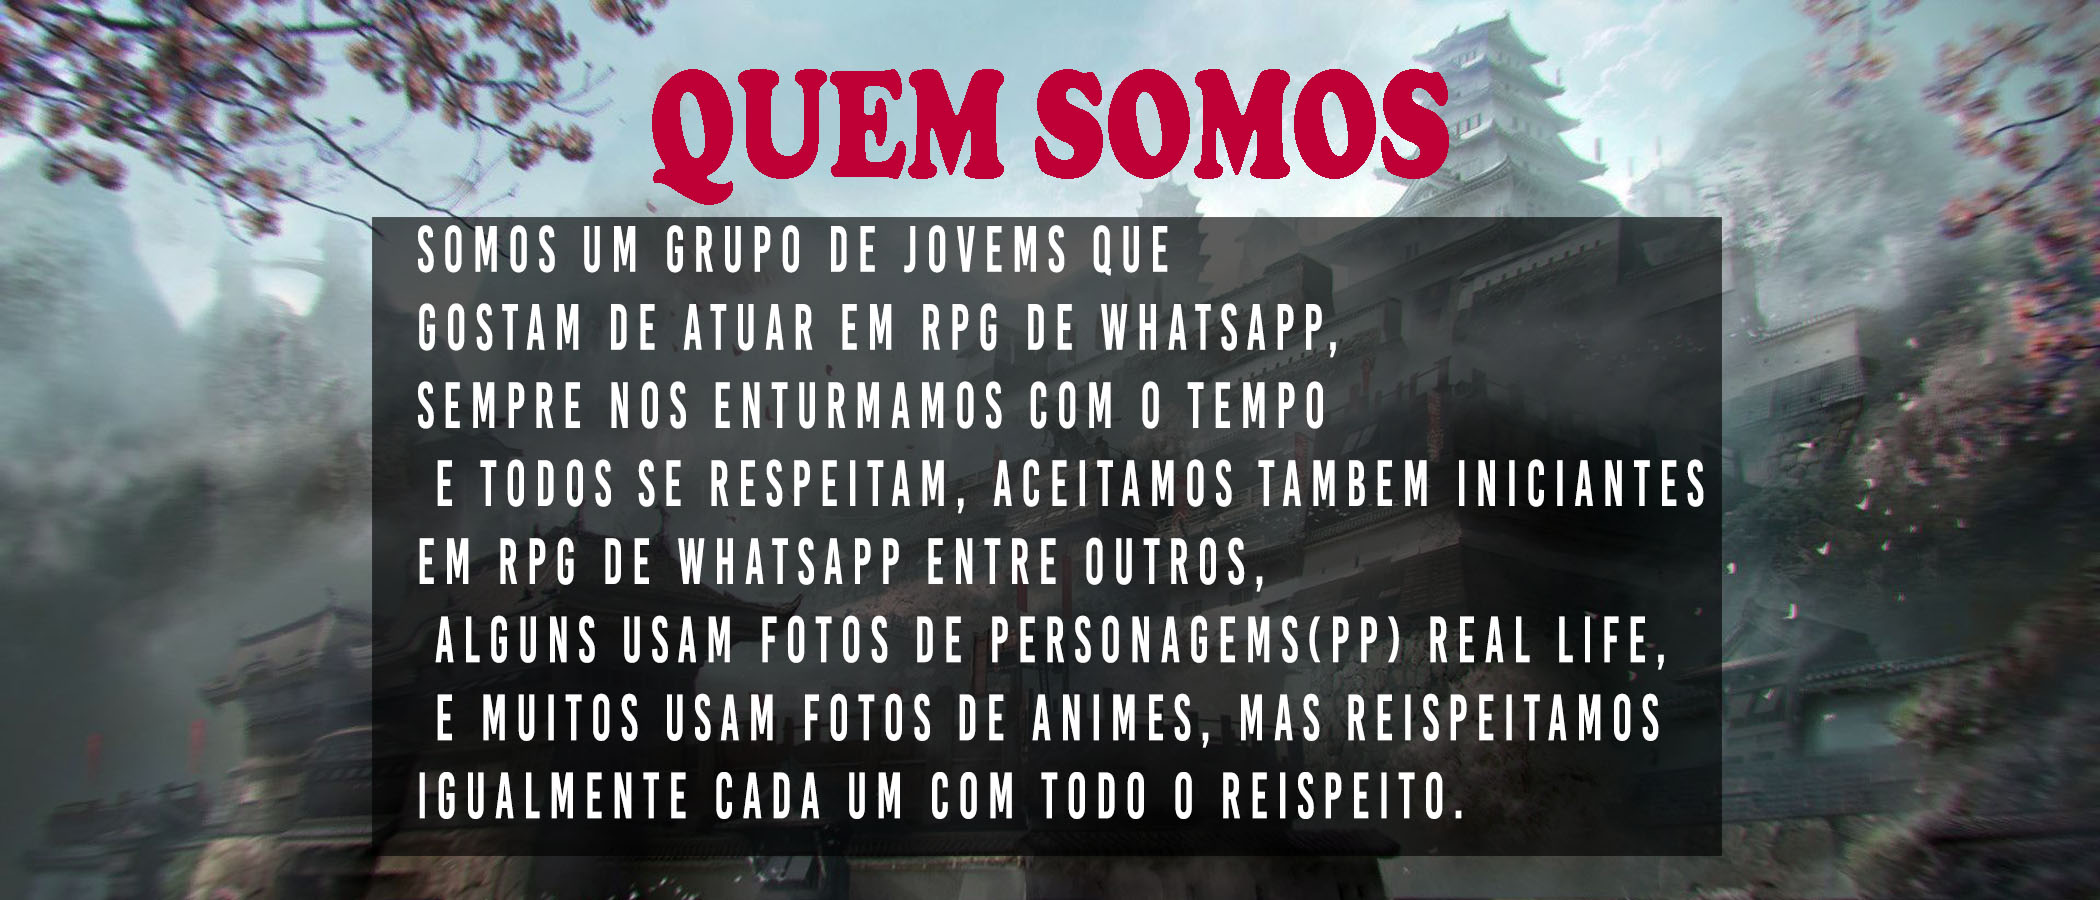 QUEM SOMOS
SOMOS UM GRUPO DE JOVEMS QUE
GOSTAM DE ATUAR EM RPG DE WHATSAPP,
SEMPRE NOS ENTURMAMOS COM O TEMPO
E TODOS SE RESPEITAM, ACEITAMOS TAMBEM INICIANTES
EM RPG DE WHATSAPP ENTRE OUTROS,
ALGUNS USAM FOTOS DE PERSONAGEMS(PP) REAL LIFE,
E MUITOS USAM FOTOS DE ANIMES, MAS REISPEITAMOS
IGUALMENTE CADA UM COM TODO O REISPEITO.